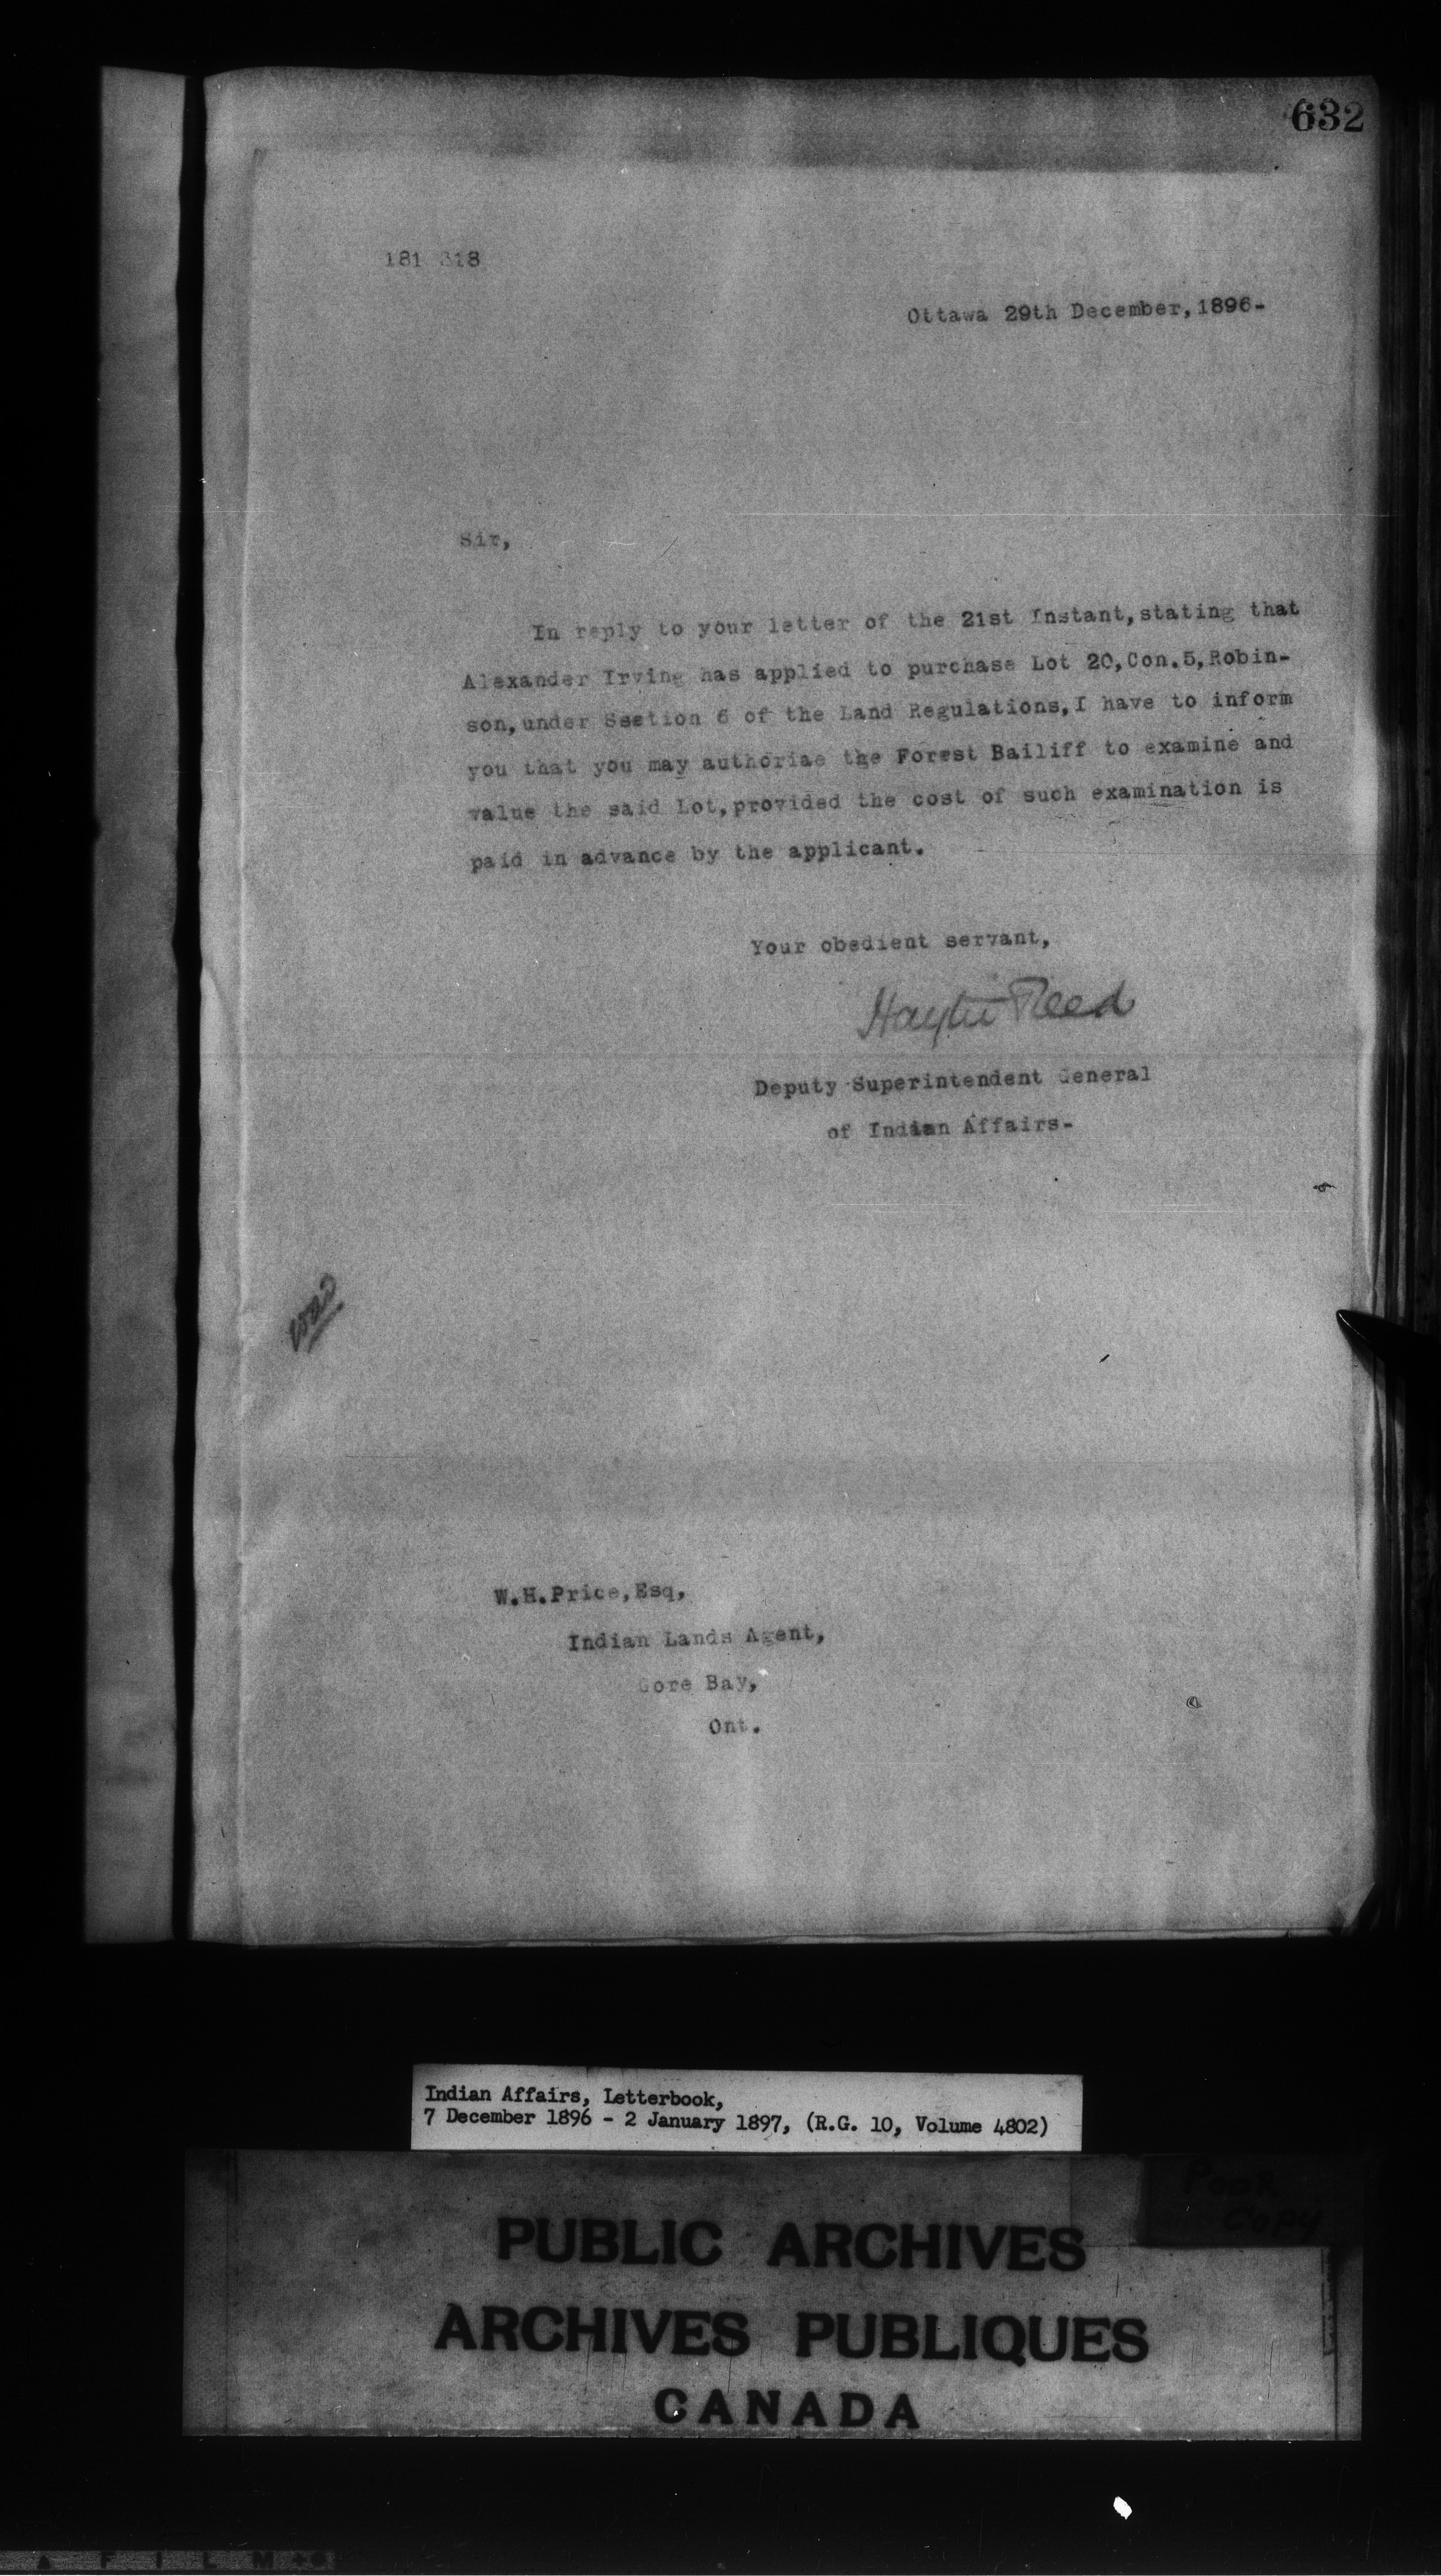 632
181 318
Ottawa 29th December, 1896-
Sir,
In reply to your letter of the 21st Instant, stating that
Alexander Irving has applied to purchase Lot 20, Con. 5, Robin-
son, under Ssction 6 of the Land Regulations, I have to inform
you that you may authoriae the Forest Bailiff to examine and
value the said Lot, provided the cost of such examination is
paid in advance by the applicant.
Your obedient servant,
Hayter Reed
Deputy Superintendent General
of Indian Affairs-
W.H.Price, Esq,
Indian Lands Agent,
Gore Bay,
Ont.
Indian Affairs, Letterbook,
7 December 1896 - 2 January 1897, (R.G. 10, Volume 4802)
POOR
COPY
PUBLIC ARCHIVES
ARCHIVES PUBLIQUES
CANADA